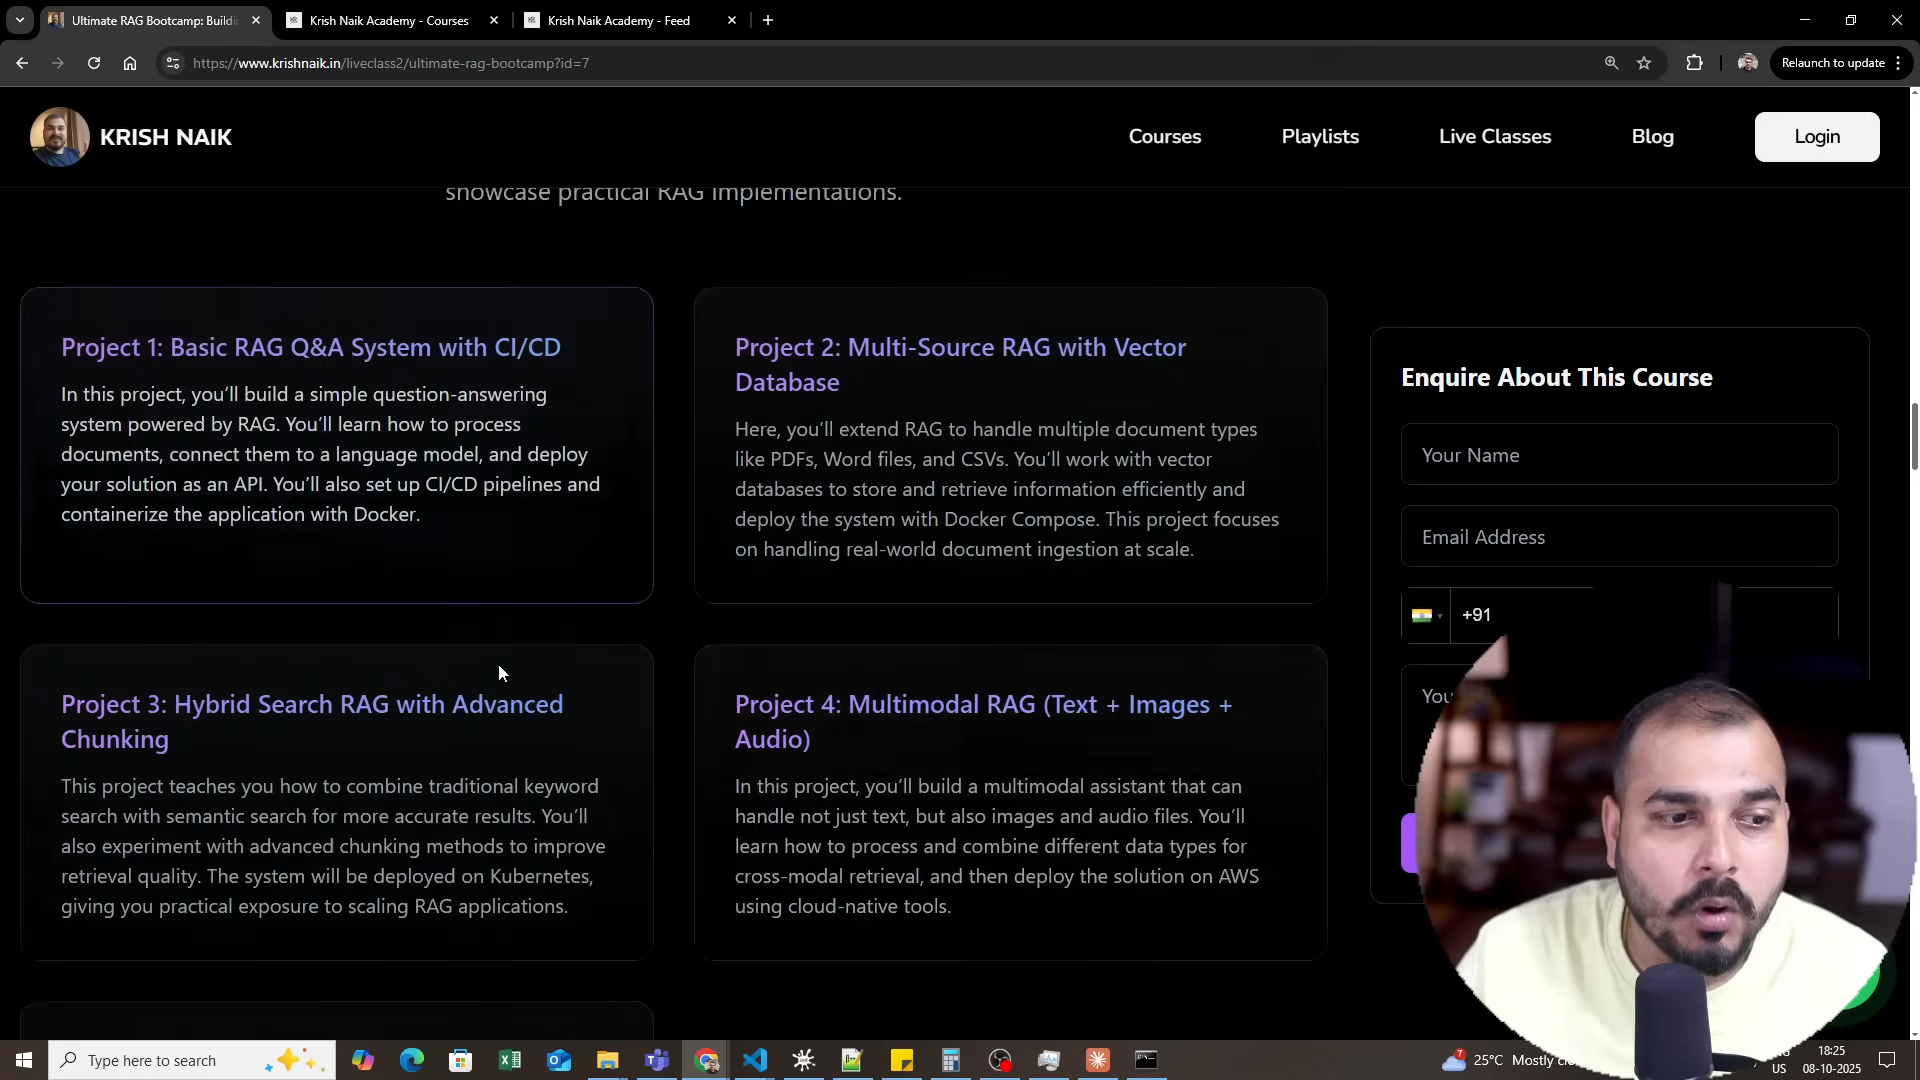 Ultimate RAG Bootcamp: Buildi
Krish Naik Academy - Courses
Krish Naik Academy - Feed
https://www.krishnaik.in/liveclass2/ultimate-rag-bootcamp?id=7
Relaunch to update
KRISH NAIK
Courses
Playlists
Live Classes
Blog
Login
showcase practical RAG implementations.
Project 1: Basic RAG Q&A System with CI/CD
In this project, you’ll build a simple question-answering
system powered by RAG. You’ll learn how to process
documents, connect them to a language model, and deploy
your solution as an API. You’ll also set up CI/CD pipelines and
containerize the application with Docker.
Project 2: Multi-Source RAG with Vector
Database
Here, you’ll extend RAG to handle multiple document types
like PDFs, Word files, and CSVs. You’ll work with vector
databases to store and retrieve information efficiently and
deploy the system with Docker Compose. This project focuses
on handling real-world document ingestion at scale.
Project 3: Hybrid Search RAG with Advanced
Chunking
This project teaches you how to combine traditional keyword
search with semantic search for more accurate results. You’ll
also experiment with advanced chunking methods to improve
retrieval quality. The system will be deployed on Kubernetes,
giving you practical exposure to scaling RAG applications.
Project 4: Multimodal RAG (Text + Images +
Audio)
In this project, you’ll build a multimodal assistant that can
handle not just text, but also images and audio files. You’ll
learn how to process and combine different data types for
cross-modal retrieval, and then deploy the solution on AWS
using cloud-native tools.
Enquire About This Course
Your Name
Email Address
+91
You
Type here to search
7
25°C Mostly cl
18:25
US 08-10-2025